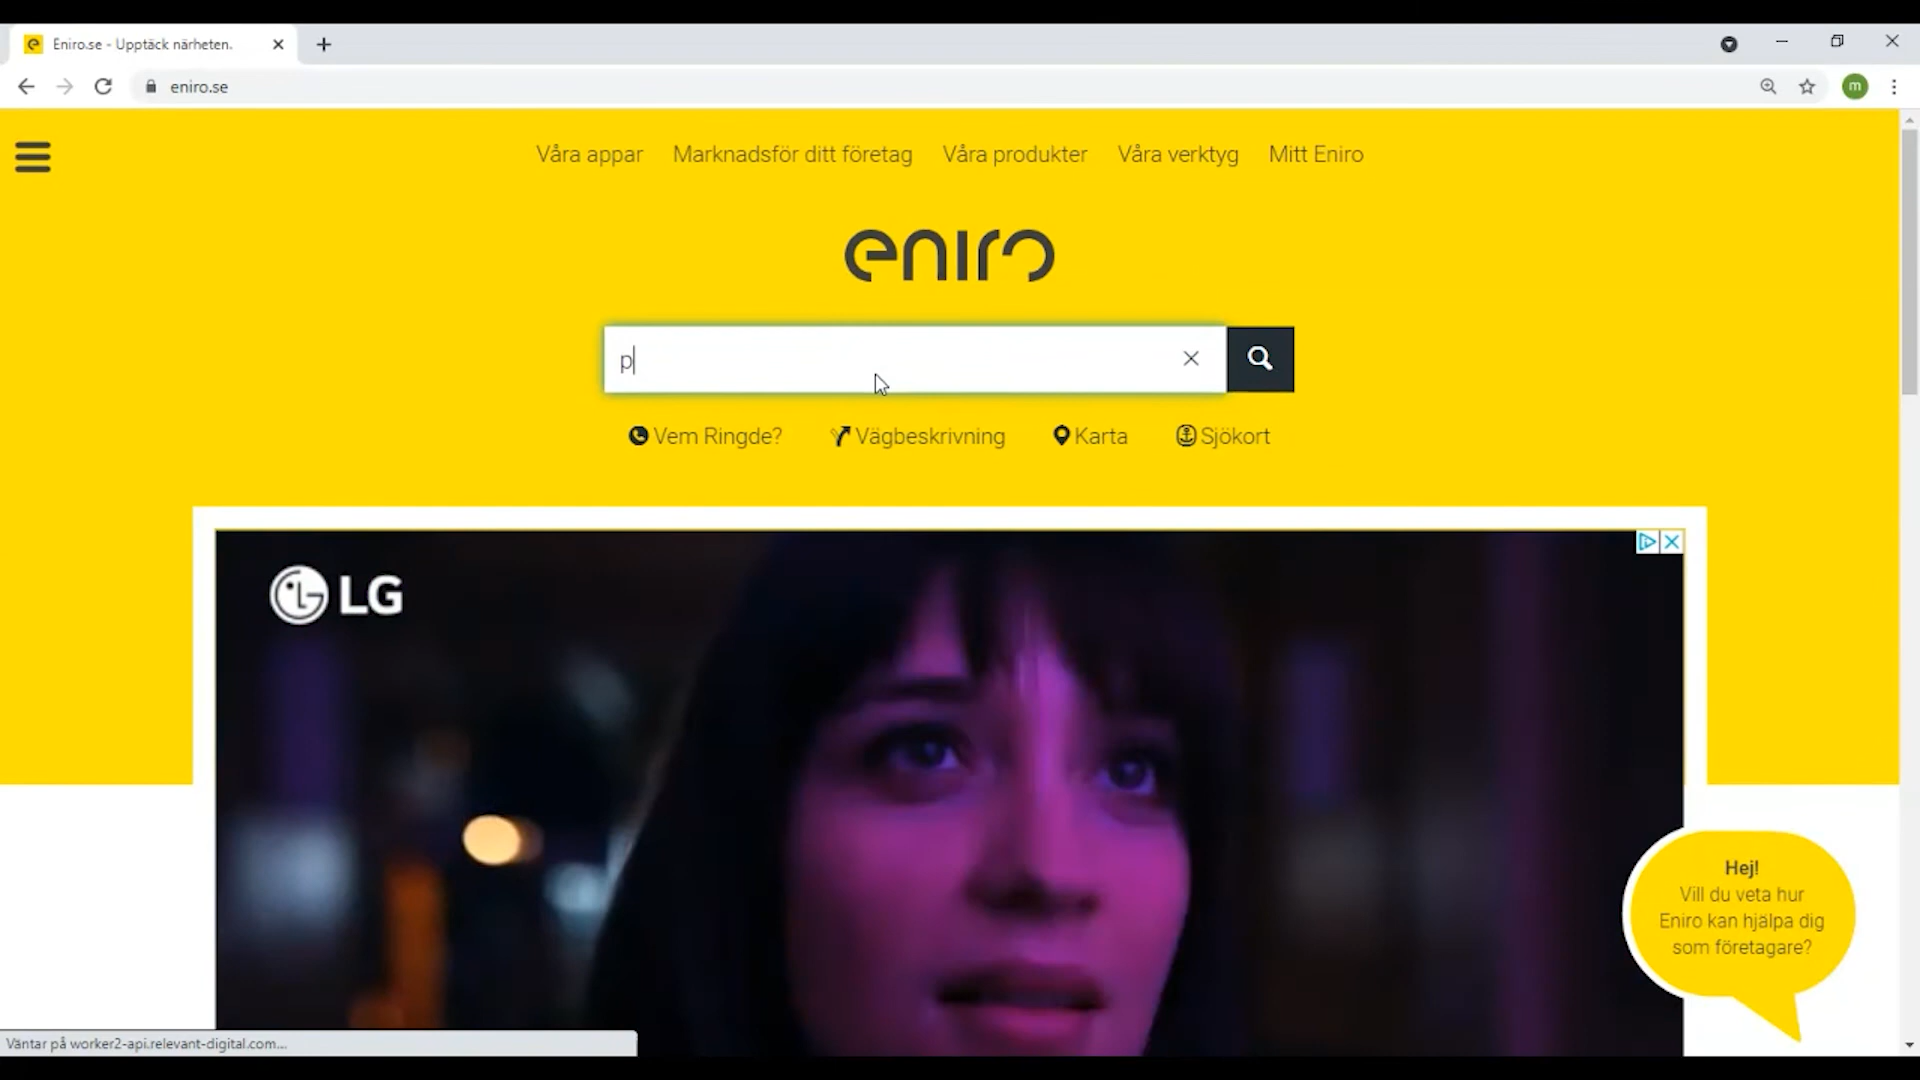 Eniro.se - Upptäck närheten.
eniro.se
m
Våra appar Marknadsför ditt företag Våra produkter Våra verktyg Mitt Eniro
eniro
p
Vem Ringde? Vägbeskrivning Karta Sjökort
LG
Hej!
Vill du veta hur
Eniro kan hjälpa dig
som företagare?
Väntar på worker2-api.relevant-digital.com...